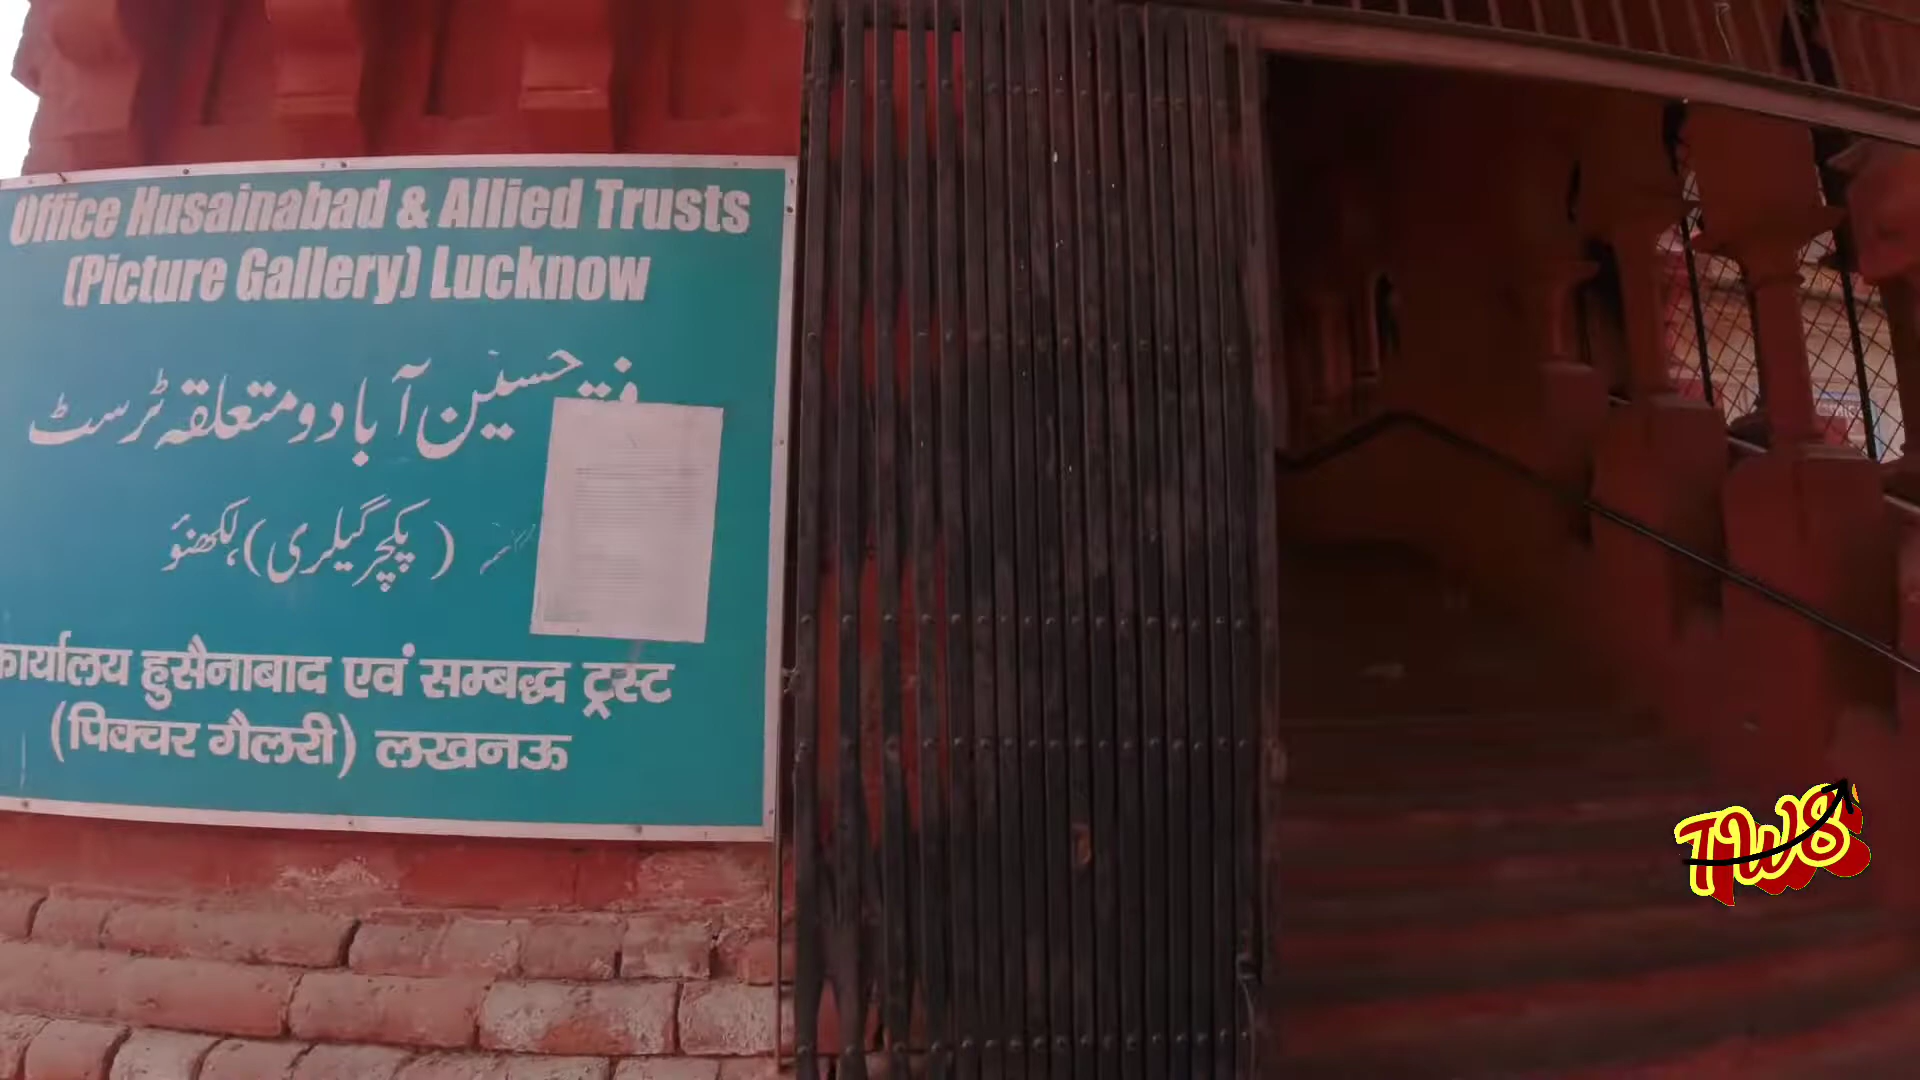 Office Husainabad & Allied Trusts
(Picture Gallery) Lucknow
حسین آباد و متعلقہ ٹرسٹ
(پکچر گیلری) لکھنؤ
कार्यालय हुसैनाबाद एवं सम्बद्ध ट्रस्ट
(पिक्चर गैलरी) लखनऊ
TWS